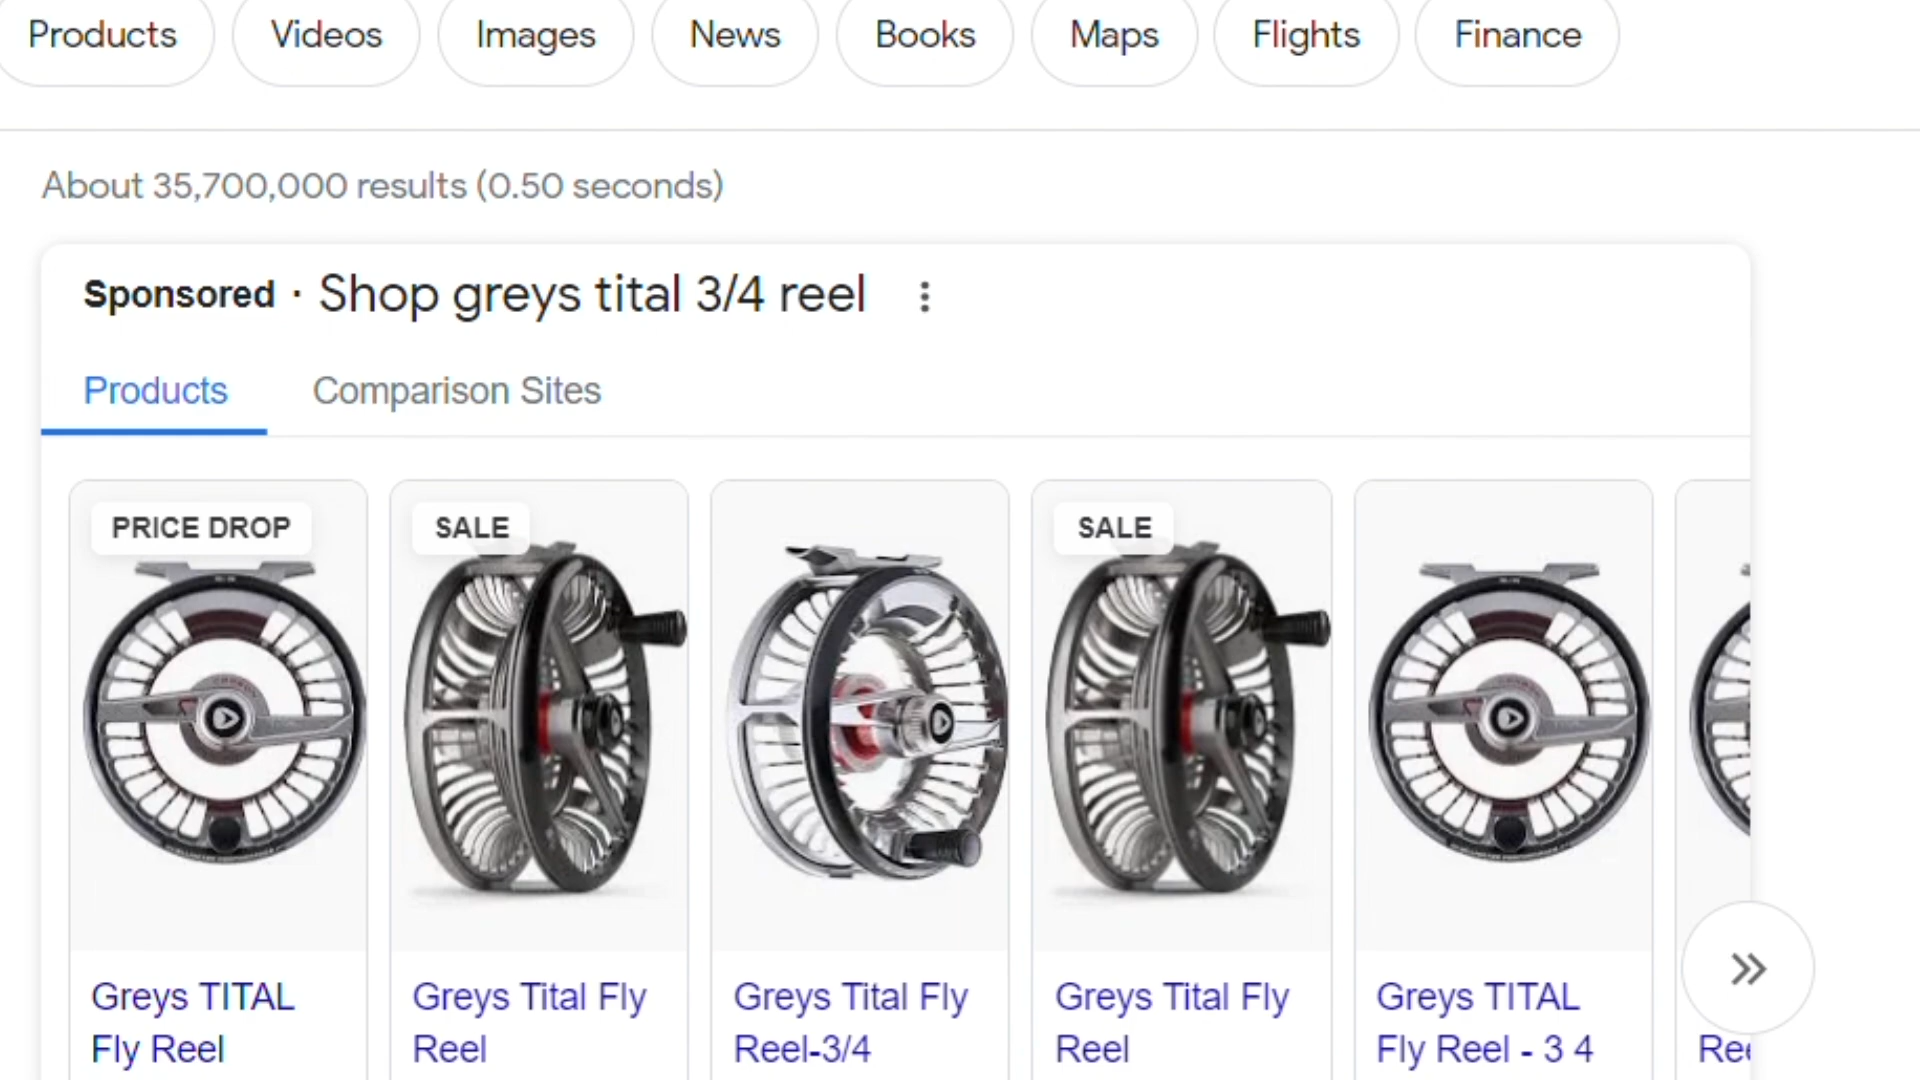 Products Videos Images News Books Maps Flights Finance
About 35,700,000 results (0.50 seconds)
Sponsored · Shop greys tital 3/4 reel
Products Comparison Sites
PRICE DROP SALE SALE
Greys TITAL Greys Tital Fly Greys Tital Fly Greys Tital Fly Greys TITAL
Fly Reel Reel Reel-3/4 Reel Fly Reel - 3 4